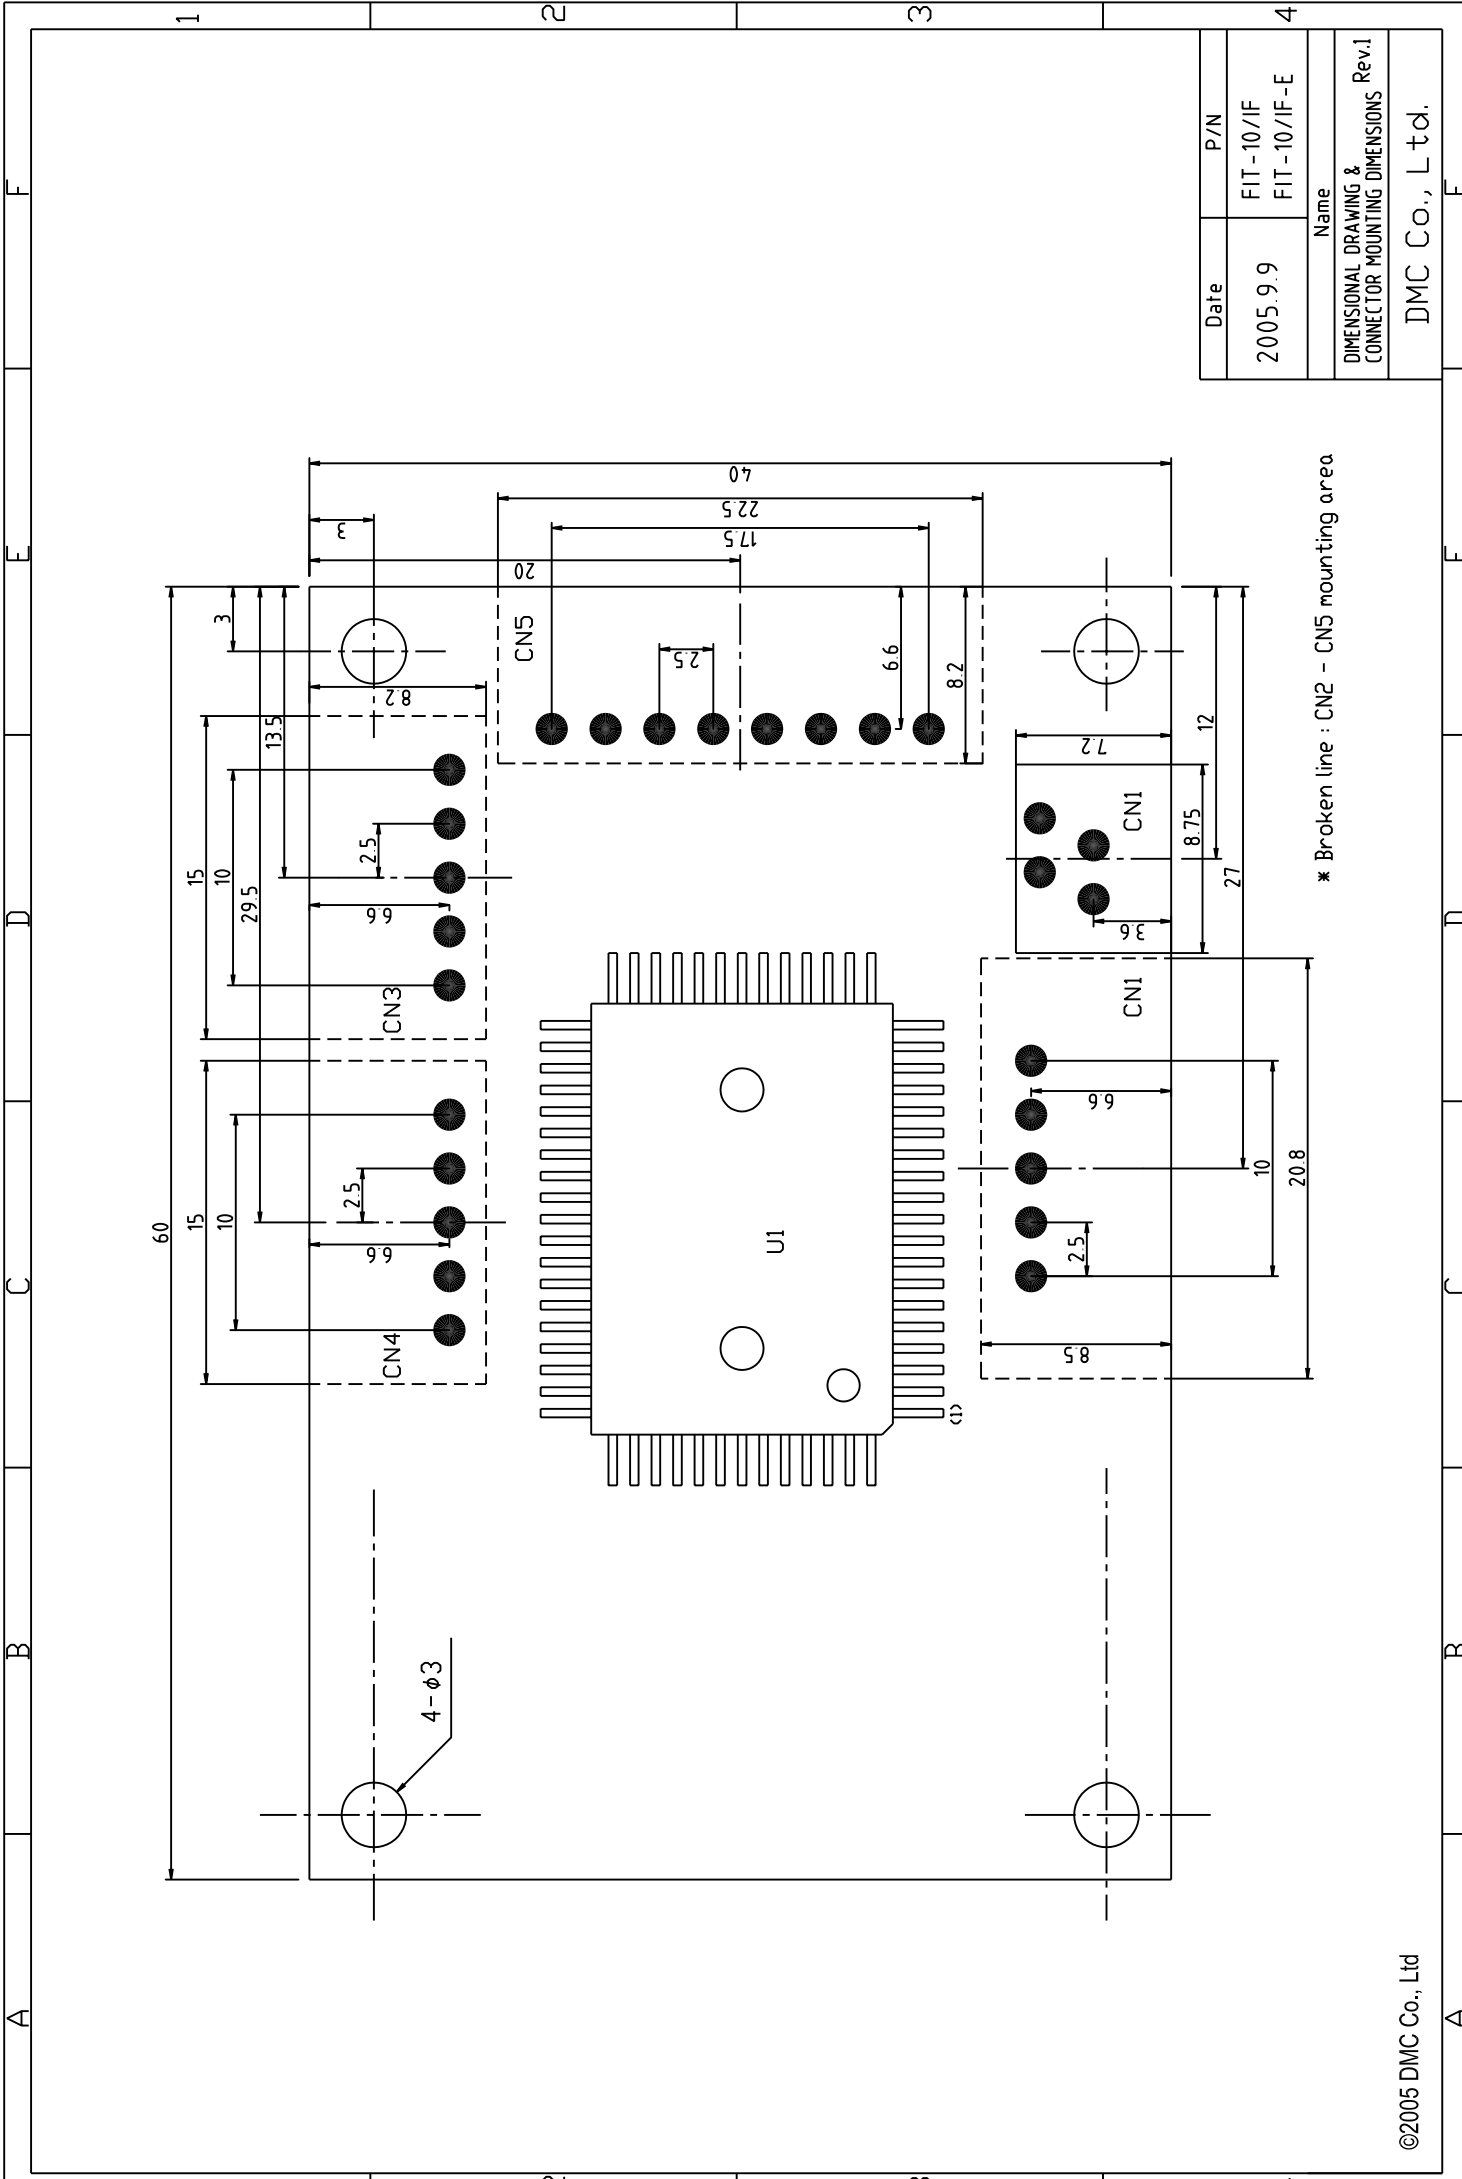 A
B
C
D
E
F
1
2
3
4
60
15
15
10
10
29.5
13.5
3
3
2.5
2.5
6.6
6.6
8.2
CN4
CN3
CN5
20
17.5
22.5
40
2.5
6.6
8.2
4-φ3
U1
(1)
8.5
2.5
6.6
10
20.8
CN1
3.6
7.2
CN1
8.75
12
27
* Broken line : CN2 - CN5 mounting area
Date
P/N
2005.9.9
FIT-10/IF
FIT-10/IF-E
Name
DIMENSIONAL DRAWING &
CONNECTOR MOUNTING DIMENSIONS Rev.1
DMC Co., Ltd.
©2005 DMC Co., Ltd
A
B
C
D
E
F